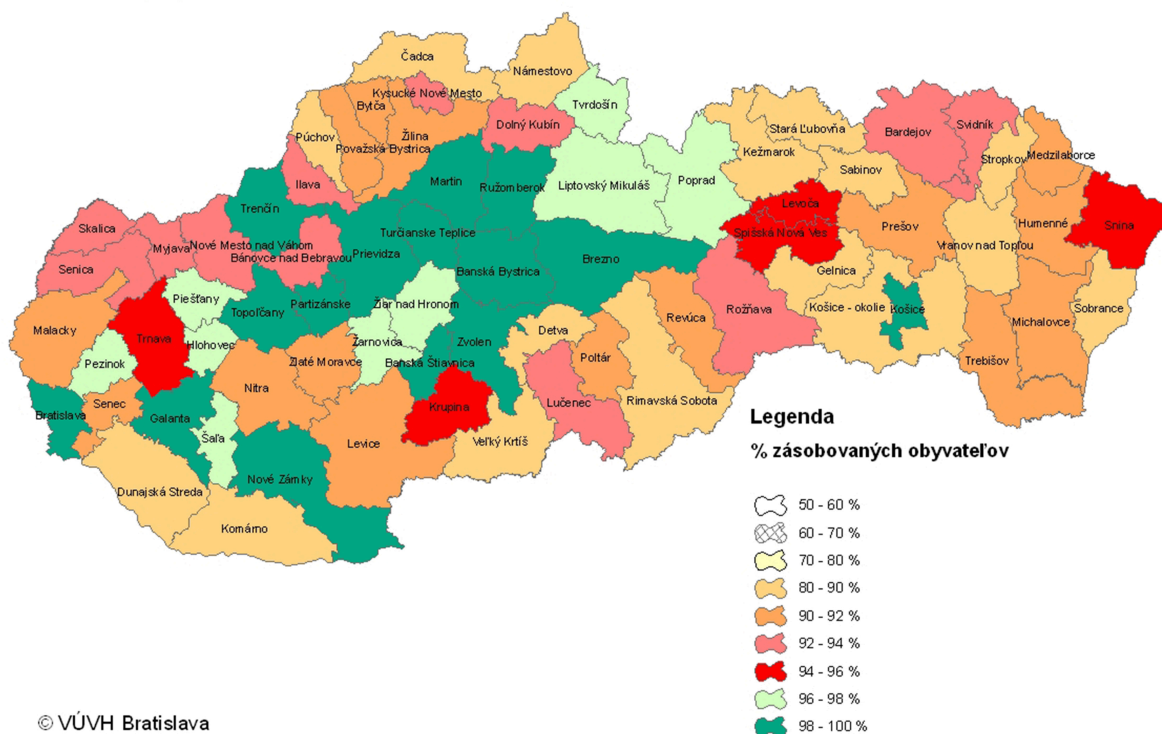 Čadca
Námestovo
Kysucké Nové Mesto
Tvrdošín
Bytča
Púchov
Žilina
Dolný Kubín
Považská Bystrica
Stará Ľubovňa
Bardejov
Svidník
Kežmarok
Sabinov
Stropkov
Medzilaborce
Ilava
Martin
Ružomberok
Liptovský Mikuláš
Poprad
Trenčín
Levoča
Skalica
Turčianske Teplice
Spišská Nová Ves
Prešov
Humenné
Snina
Myjava
Nové Mesto nad Váhom
Prievidza
Vranov nad Topľou
Senica
Bánovce nad Bebravou
Banská Bystrica
Brezno
Gelnica
Piešťany
Partizánske
Žiar nad Hronom
Topoľčany
Rožňava
Košice - okolie
Košice
Sobrance
Malacky
Trnava
Revúca
Michalovce
Hlohovec
Žarnovica
Zvolen
Detva
Pezinok
Zlaté Moravce
Banská Štiavnica
Poltár
Trebišov
Nitra
Bratislava
Senec
Galanta
Krupina
Lučenec
Rimavská Sobota
Šaľa
Levice
Veľký Krtíš
Nové Zámky
Dunajská Streda
Komárno
Legenda
% zásobovaných obyvateľov
50 - 60 %
60 - 70 %
70 - 80 %
80 - 90 %
90 - 92 %
92 - 94 %
94 - 96 %
96 - 98 %
98 - 100 %
© VÚVH Bratislava